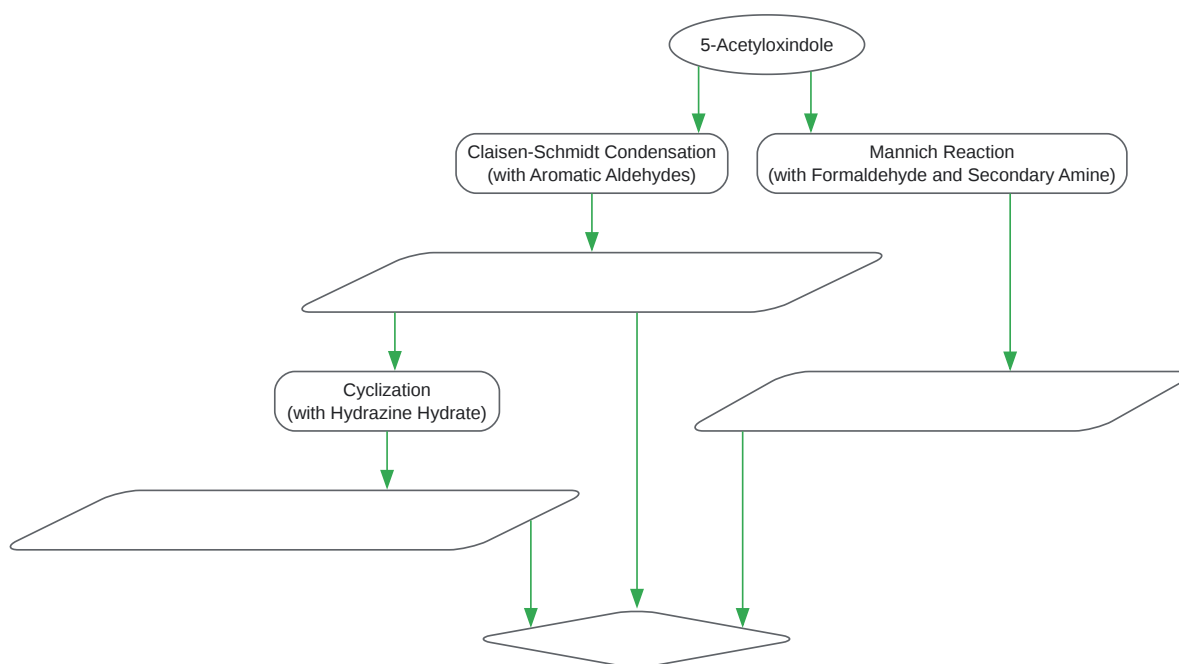 5-Acetyloxindole
Claisen-Schmidt Condensation
(with Aromatic Aldehydes)
Mannich Reaction
(with Formaldehyde and Secondary Amine)
Cyclization
(with Hydrazine Hydrate)